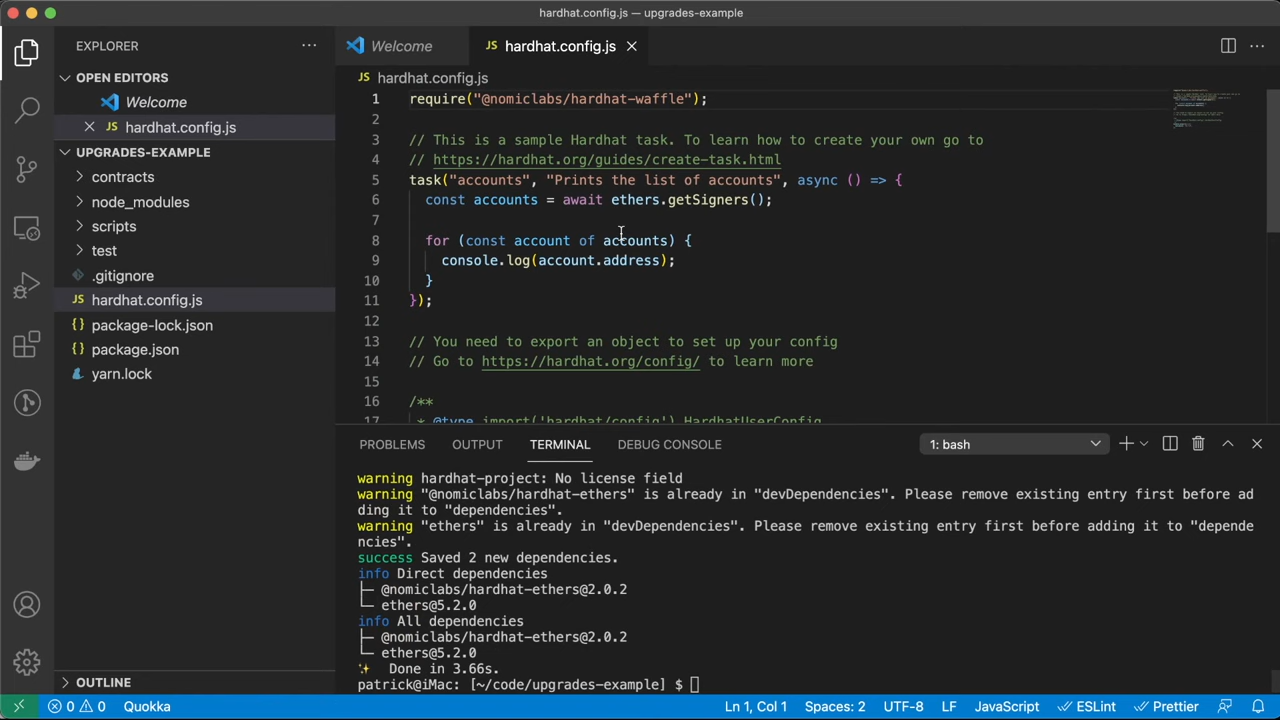 hardhat.config.js — upgrades-example
EXPLORER
OPEN EDITORS
Welcome
hardhat.config.js
UPGRADES-EXAMPLE
contracts
node_modules
scripts
test
.gitignore
JS hardhat.config.js
{} package-lock.json
{} package.json
yarn.lock
OUTLINE
Welcome
JS hardhat.config.js
JS hardhat.config.js
1 require("@nomiclabs/hardhat-waffle");
2
3 // This is a sample Hardhat task. To learn how to create your own go to
4 // https://hardhat.org/guides/create-task.html
5 task("accounts", "Prints the list of accounts", async () => {
6 const accounts = await ethers.getSigners();
7
8 for (const account of accounts) {
9 console.log(account.address);
10 }
11 });
12
13 // You need to export an object to set up your config
14 // Go to https://hardhat.org/config/ to learn more
15
16 /**
17 * @type import('hardhat/config').HardhatUserConfig
PROBLEMS OUTPUT TERMINAL DEBUG CONSOLE 1: bash
warning hardhat-project: No license field
warning "@nomiclabs/hardhat-ethers" is already in "devDependencies". Please remove existing entry first before ad
ding it to "dependencies".
warning "ethers" is already in "devDependencies". Please remove existing entry first before adding it to "depende
ncies".
success Saved 2 new dependencies.
info Direct dependencies
├─ @nomiclabs/hardhat-ethers@2.0.2
└─ ethers@5.2.0
info All dependencies
├─ @nomiclabs/hardhat-ethers@2.0.2
└─ ethers@5.2.0
✨ Done in 3.66s.
patrick@iMac: [~/code/upgrades-example] $
0 0 Quokka Ln 1, Col 1 Spaces: 2 UTF-8 LF JavaScript ESLint Prettier